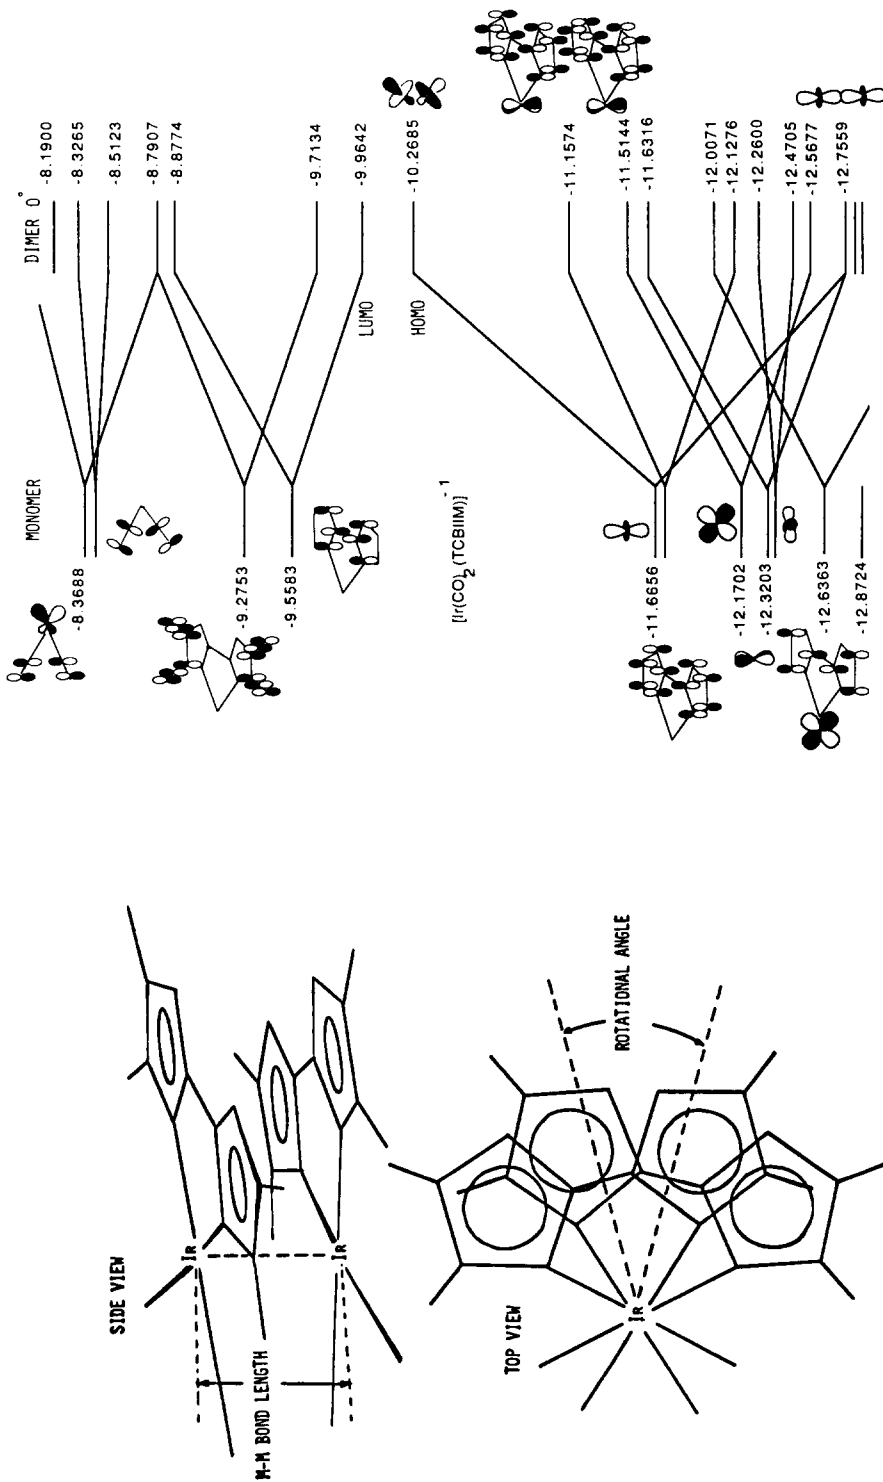 MONOMER
DIMER 0°
-8.1900
-8.3265
-8.5123
-8.7907
-8.8774
-9.7134
-9.9642
-10.2685
-11.1574
-11.5144
-11.6316
-12.0071
-12.1276
-12.2600
-12.4705
-12.5677
-12.7559
LUMO
HOMO
-8.3688
-9.2753
-9.5583
[Ir(CO)2(TCBIIM)]-1
-11.6656
-12.1702
-12.3203
-12.6363
-12.8724
SIDE VIEW
IR
IR
M-M BOND LENGTH
TOP VIEW
IR
ROTATIONAL ANGLE